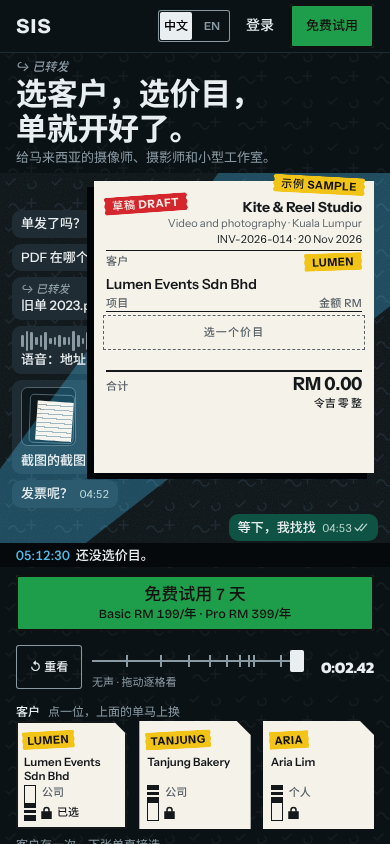 SIS
中文 EN 登录 免费试用
已转发
选客户，选价目，
单就开好了。
给马来西亚的摄像师、摄影师和小型工作室。
单发了吗？
PDF 在哪个
已转发
旧单 2023.p
语音：地址
截图的截图
发票呢？ 04:52
示例 SAMPLE
草稿 DRAFT
Kite & Reel Studio
Video and photography · Kuala Lumpur
INV-2026-014 · 20 Nov 2026
客户
LUMEN
Lumen Events Sdn Bhd
项目 金额 RM
选一个价目
合计 RM 0.00
令吉零整
等下，我找找 04:53
05:12:30 还没选价目。
免费试用 7 天
Basic RM 199/年 · Pro RM 399/年
重看
无声 · 拖动逐格看
0:02.42
客户 点一位，上面的单马上换
LUMEN
Lumen Events
Sdn Bhd
公司
已选
TANJUNG
Tanjung Bakery
公司
ARIA
Aria Lim
个人